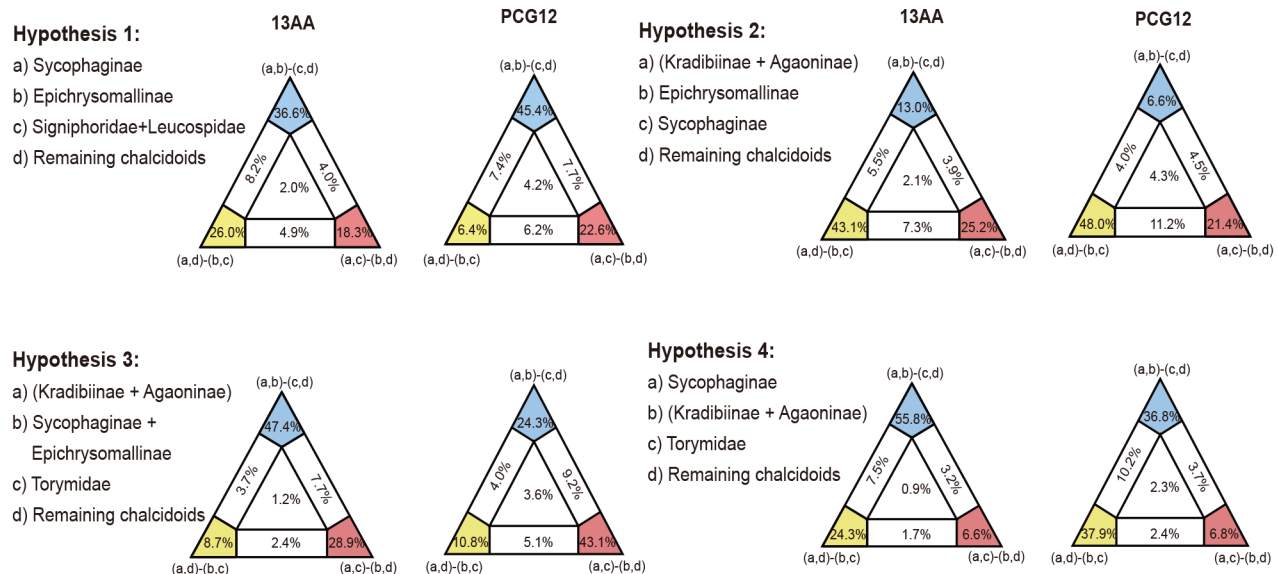 13AA
PCG12
Hypothesis 1:
a) Sycophaginae
b) Epichrysomallinae
c) Signiphoridae+Leucospidae
d) Remaining chalcidoids
(a,b)-(c,d)
36.6%
8.2%
4.0%
2.0%
26.0%
4.9%
18.3%
(a,d)-(b,c)
(a,c)-(b,d)
(a,b)-(c,d)
45.4%
7.4%
7.7%
4.2%
6.4%
6.2%
22.6%
(a,d)-(b,c)
(a,c)-(b,d)
13AA
PCG12
Hypothesis 2:
a) (Kradibiinae + Agaoninae)
b) Epichrysomallinae
c) Sycophaginae
d) Remaining chalcidoids
(a,b)-(c,d)
13.0%
5.5%
3.9%
2.1%
43.1%
7.3%
25.2%
(a,d)-(b,c)
(a,c)-(b,d)
(a,b)-(c,d)
6.6%
4.0%
4.5%
4.3%
48.0%
11.2%
21.4%
(a,d)-(b,c)
(a,c)-(b,d)
Hypothesis 3:
a) (Kradibiinae + Agaoninae)
b) Sycophaginae +
Epichrysomallinae
c) Torymidae
d) Remaining chalcidoids
(a,b)-(c,d)
47.4%
3.7%
7.7%
1.2%
8.7%
2.4%
28.9%
(a,d)-(b,c)
(a,c)-(b,d)
(a,b)-(c,d)
24.3%
4.0%
9.2%
3.6%
10.8%
5.1%
43.1%
(a,d)-(b,c)
(a,c)-(b,d)
Hypothesis 4:
a) Sycophaginae
b) (Kradibiinae + Agaoninae)
c) Torymidae
d) Remaining chalcidoids
(a,b)-(c,d)
55.8%
7.5%
3.2%
0.9%
24.3%
1.7%
6.6%
(a,d)-(b,c)
(a,c)-(b,d)
(a,b)-(c,d)
36.8%
10.2%
3.7%
2.3%
37.9%
2.4%
6.8%
(a,d)-(b,c)
(a,c)-(b,d)